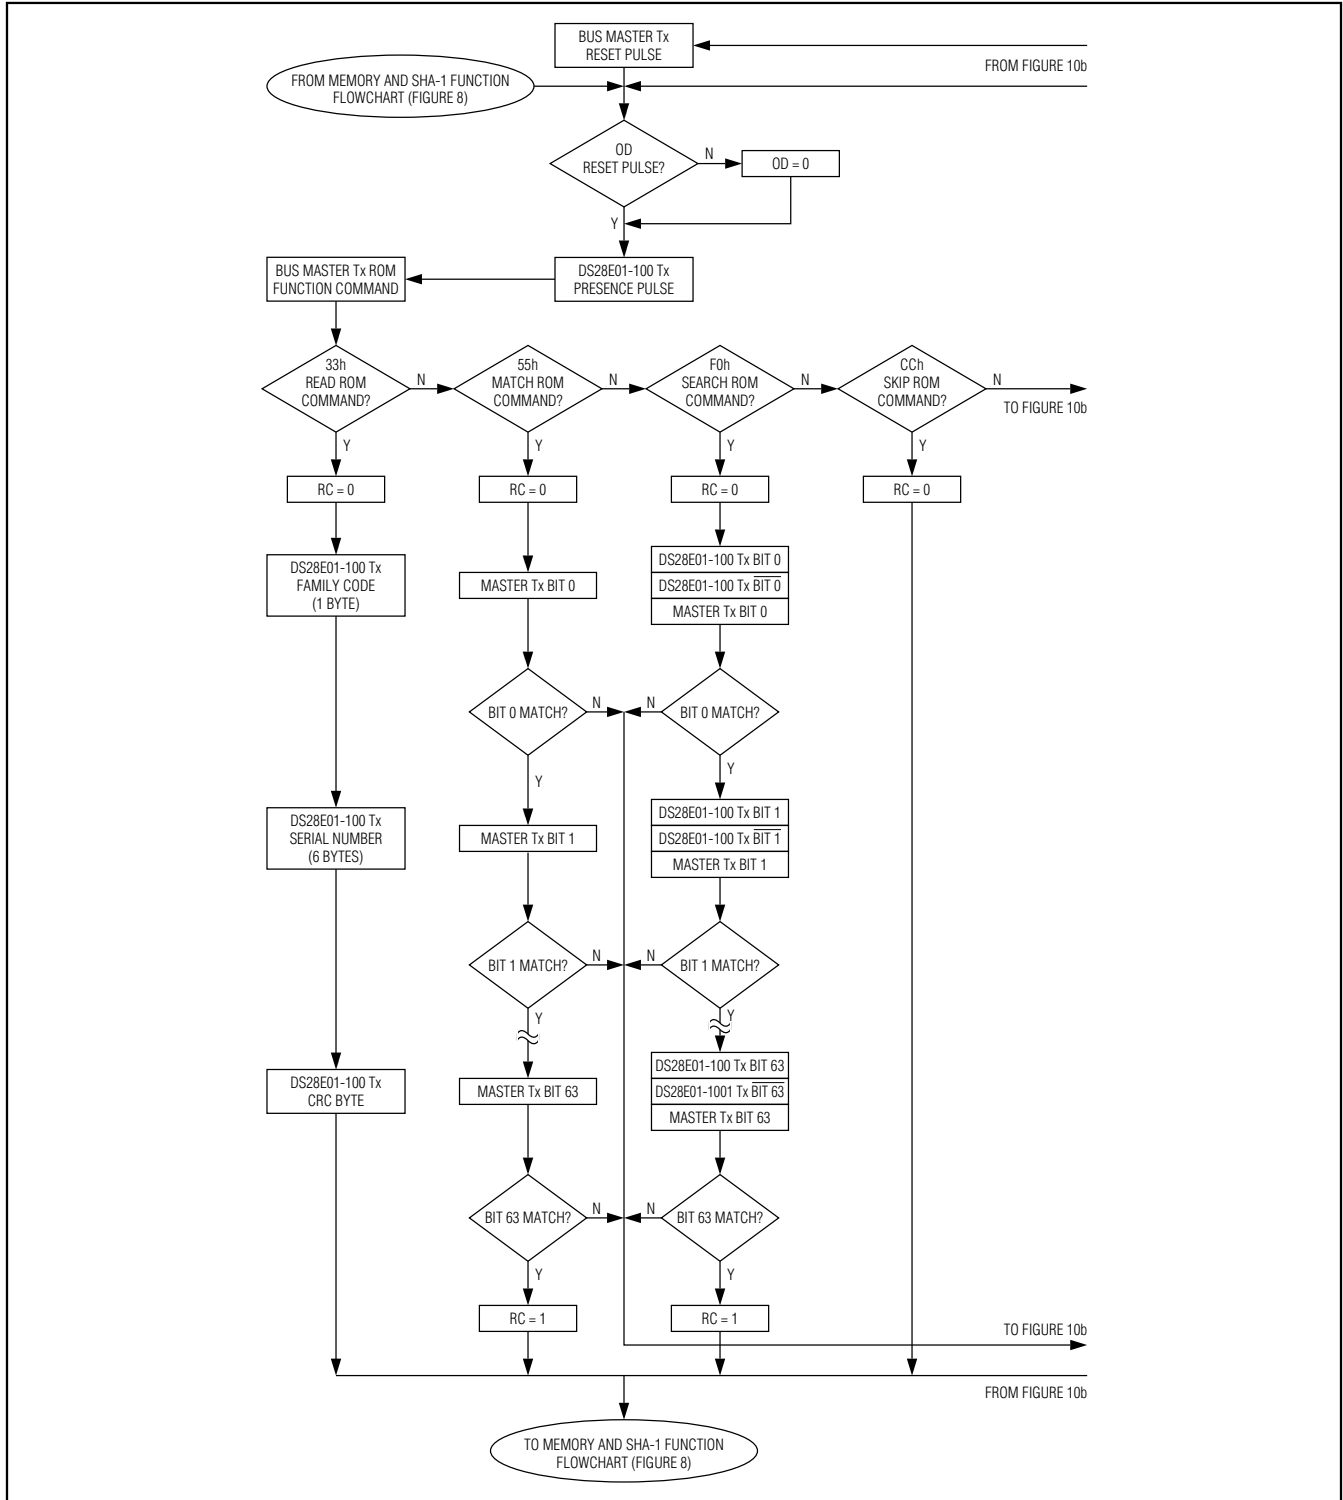 BUS MASTER Tx
RESET PULSE
FROM FIGURE 10b
FROM MEMORY AND SHA-1 FUNCTION
FLOWCHART (FIGURE 8)
OD
RESET PULSE?
N
OD = 0
Y
BUS MASTER Tx ROM
FUNCTION COMMAND
DS28E01-100 Tx
PRESENCE PULSE
33h
READ ROM
COMMAND?
N
55h
MATCH ROM
COMMAND?
N
F0h
SEARCH ROM
COMMAND?
N
CCh
SKIP ROM
COMMAND?
N
TO FIGURE 10b
Y
Y
Y
Y
RC = 0
RC = 0
RC = 0
RC = 0
DS28E01-100 Tx
FAMILY CODE
(1 BYTE)
MASTER Tx BIT 0
DS28E01-100 Tx BIT 0
DS28E01-100 Tx B̅I̅T̅ ̅0̅
MASTER Tx BIT 0
BIT 0 MATCH?
N
N
BIT 0 MATCH?
Y
Y
DS28E01-100 Tx
SERIAL NUMBER
(6 BYTES)
MASTER Tx BIT 1
DS28E01-100 Tx BIT 1
DS28E01-100 Tx B̅I̅T̅ ̅1̅
MASTER Tx BIT 1
BIT 1 MATCH?
N
N
BIT 1 MATCH?
Y
Y
DS28E01-100 Tx
CRC BYTE
MASTER Tx BIT 63
DS28E01-100 Tx BIT 63
DS28E01-1001 Tx B̅I̅T̅ ̅6̅3̅
MASTER Tx BIT 63
BIT 63 MATCH?
N
N
BIT 63 MATCH?
Y
Y
RC = 1
RC = 1
TO FIGURE 10b
FROM FIGURE 10b
TO MEMORY AND SHA-1 FUNCTION
FLOWCHART (FIGURE 8)